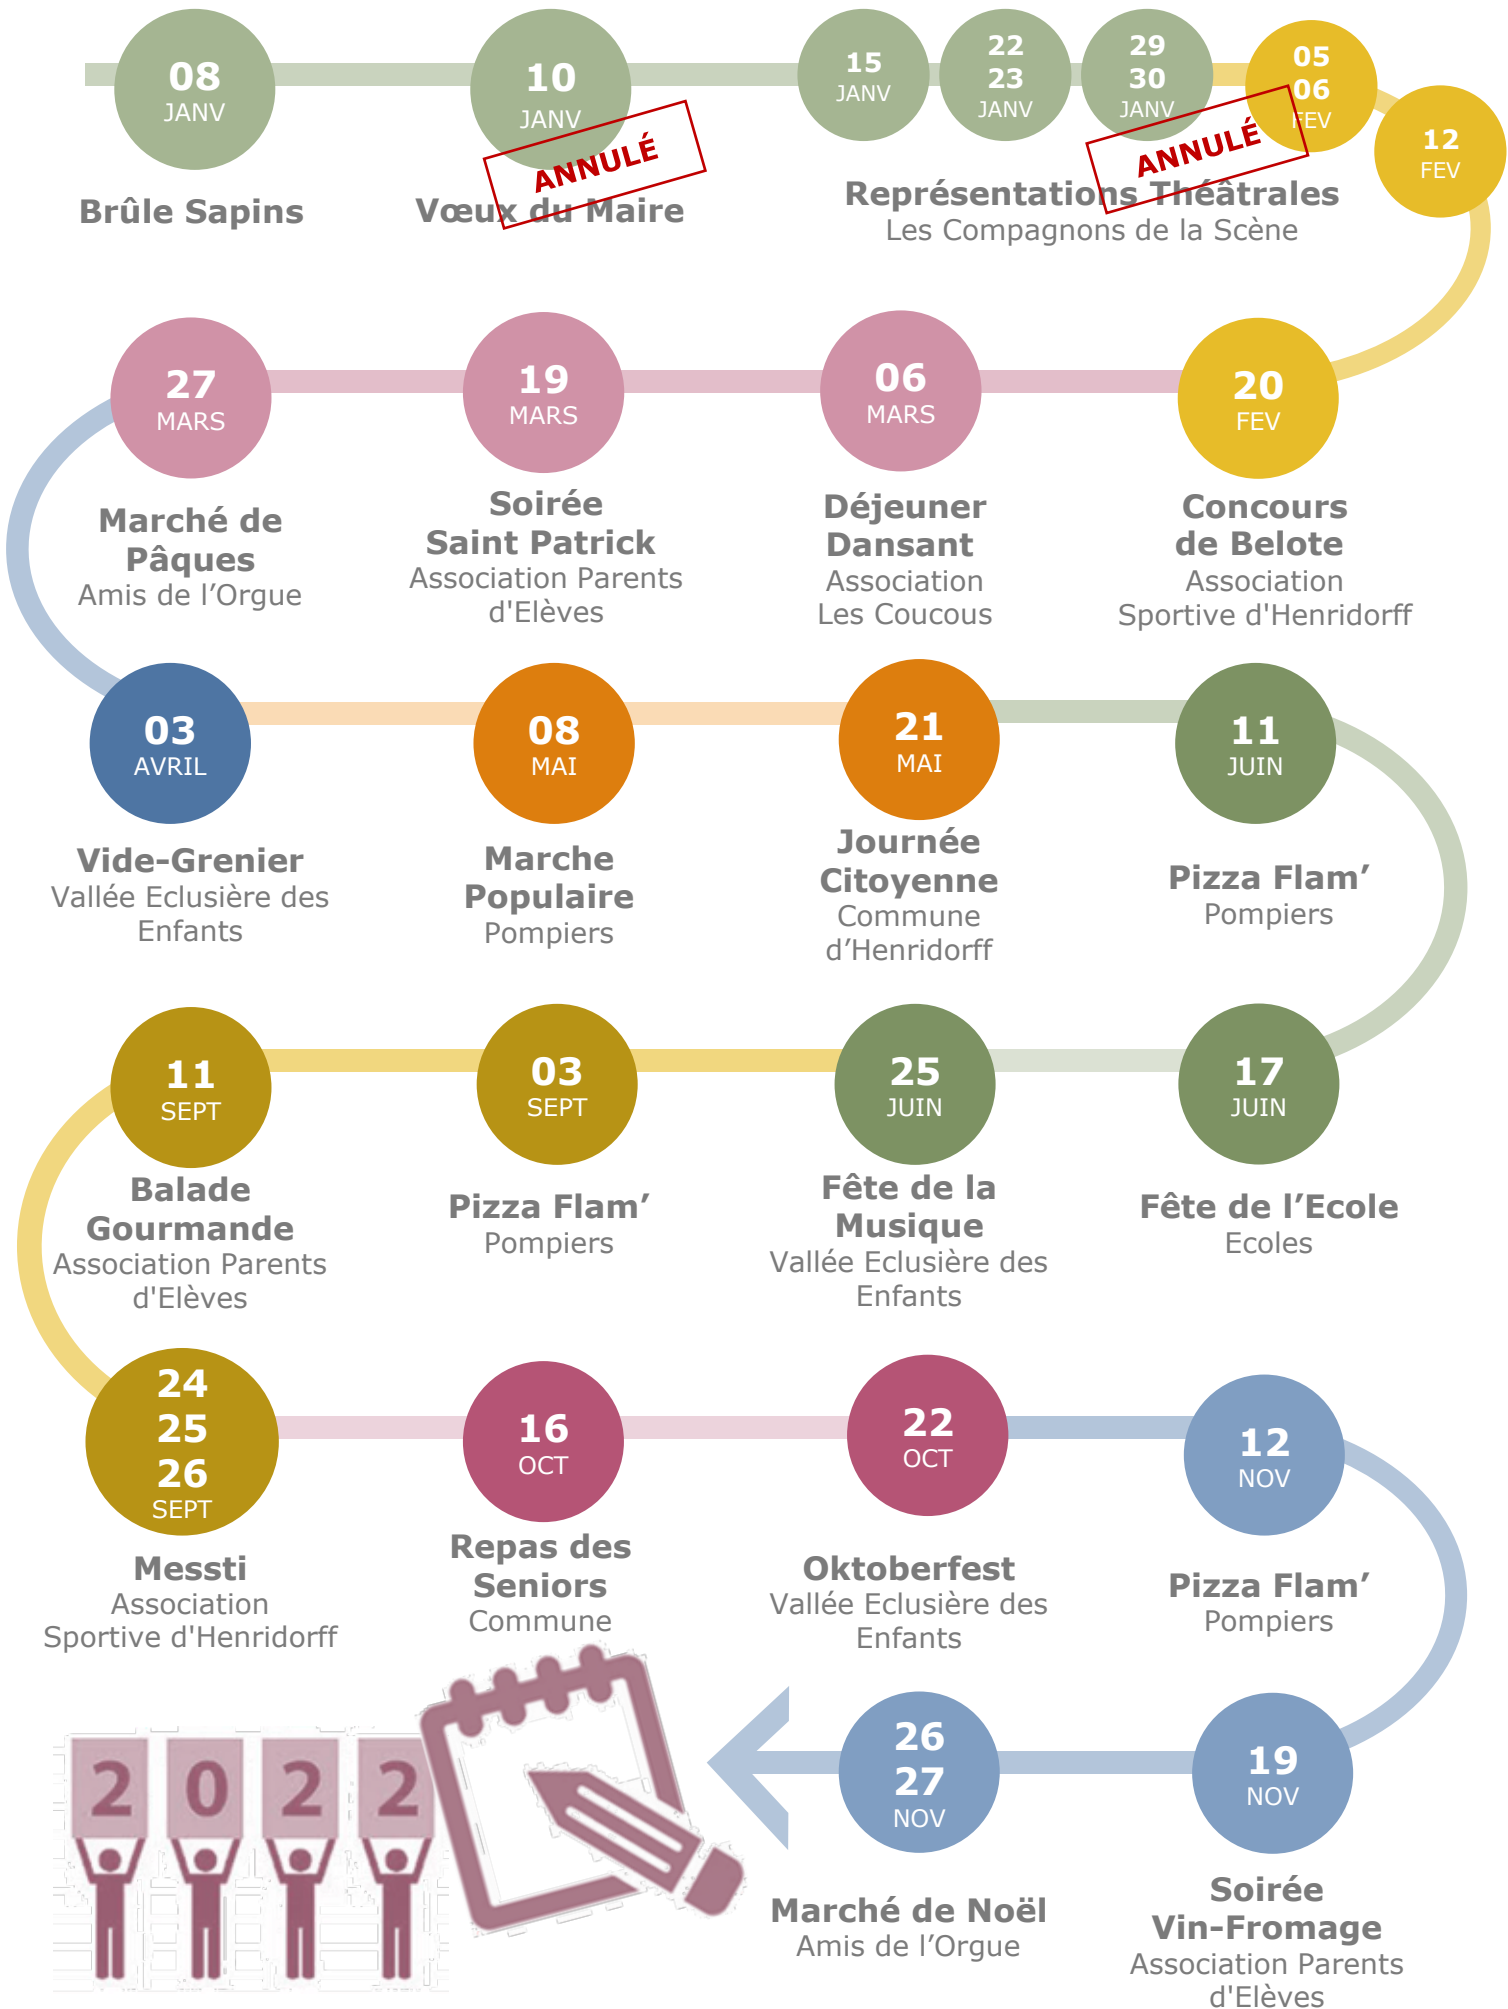 08
JANV
Brûle Sapins
10
JANV
ANNULÉ
Vœux du Maire
15
JANV
22
23
JANV
29
30
JANV
05
06
FEV
12
FEV
ANNULÉ
Représentations Théâtrales
Les Compagnons de la Scène
27
MARS
Marché de
Pâques
Amis de l’Orgue
19
MARS
Soirée
Saint Patrick
Association Parents
d'Elèves
06
MARS
Déjeuner
Dansant
Association
Les Coucous
20
FEV
Concours
de Belote
Association
Sportive d'Henridorff
03
AVRIL
Vide-Grenier
Vallée Eclusière des
Enfants
08
MAI
Marche
Populaire
Pompiers
21
MAI
Journée
Citoyenne
Commune
d’Henridorff
11
JUIN
Pizza Flam’
Pompiers
11
SEPT
Balade
Gourmande
Association Parents
d'Elèves
03
SEPT
Pizza Flam’
Pompiers
25
JUIN
Fête de la
Musique
Vallée Eclusière des
Enfants
17
JUIN
Fête de l’Ecole
Ecoles
24
25
26
SEPT
Messti
Association
Sportive d'Henridorff
16
OCT
Repas des
Seniors
Commune
22
OCT
Oktoberfest
Vallée Eclusière des
Enfants
12
NOV
Pizza Flam’
Pompiers
2022
26
27
NOV
Marché de Noël
Amis de l’Orgue
19
NOV
Soirée
Vin-Fromage
Association Parents
d'Elèves